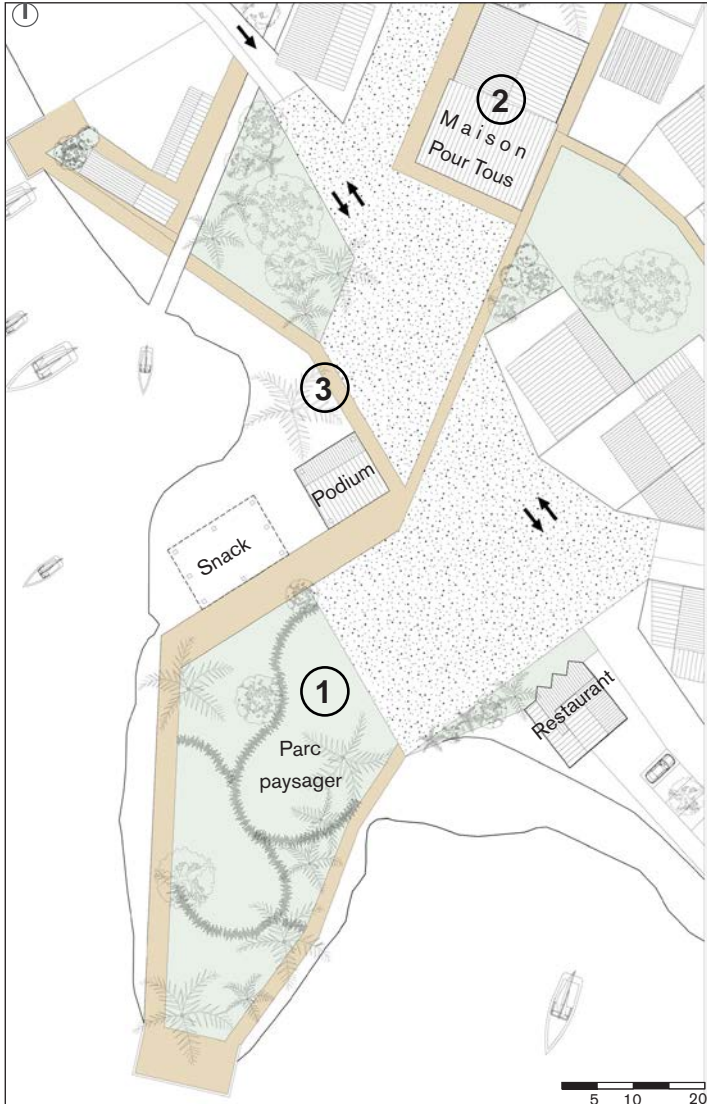 2
Maison
Pour Tous
3
Podium
Snack
1
Parc
paysager
Restaurant
5 10 20